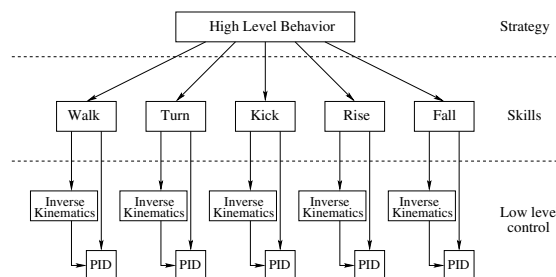 High Level Behavior
Strategy
Walk
Turn
Kick
Rise
Fall
Skills
Inverse
Kinematics
Inverse
Kinematics
Inverse
Kinematics
Inverse
Kinematics
Inverse
Kinematics
Low level
control
PID
PID
PID
PID
PID